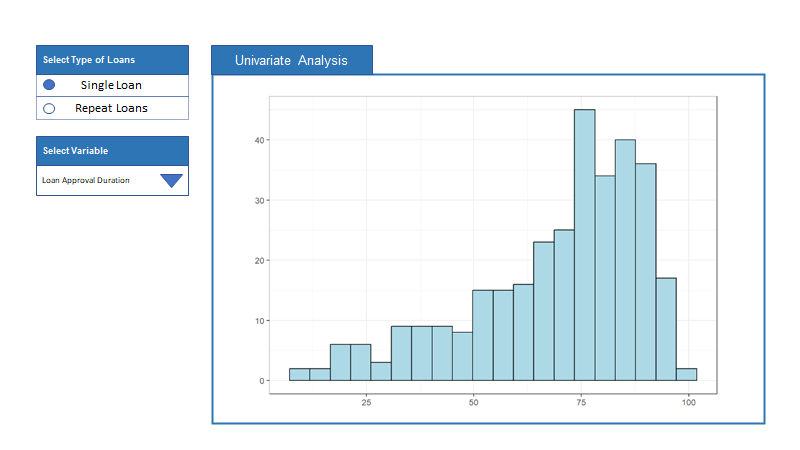 Select Type of Loans
Single Loan
Repeat Loans
Select Variable
Loan Approval Duration
Univariate Analysis
40
30
20
10
0
25 50 75 100